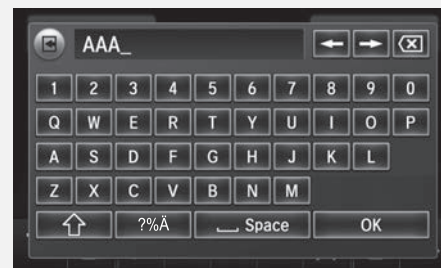 AAA_
1 2 3 4 5 6 7 8 9 0
Q W E R T Y U I O P
A S D F G H J K L
Z X C V B N M
?%Ä Space OK